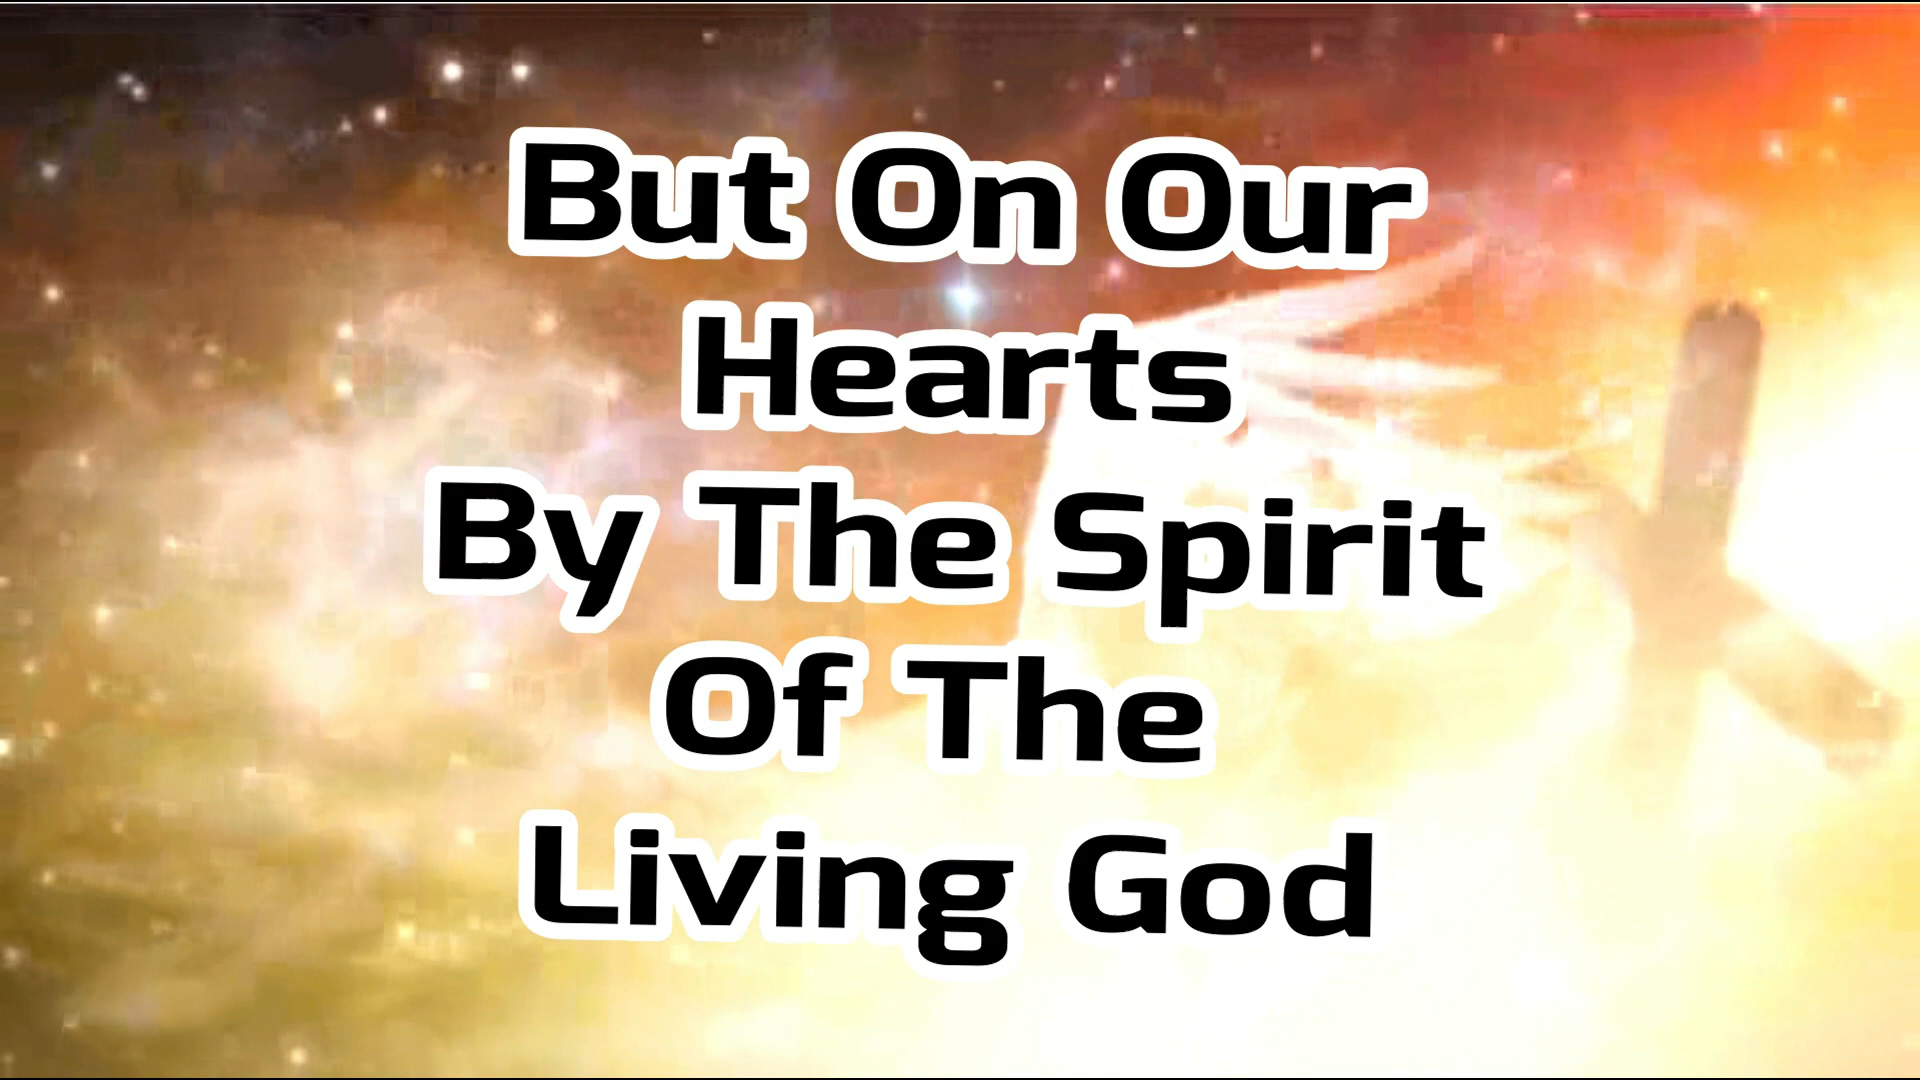 But On Our
Hearts
By The Spirit
Of The
Living God